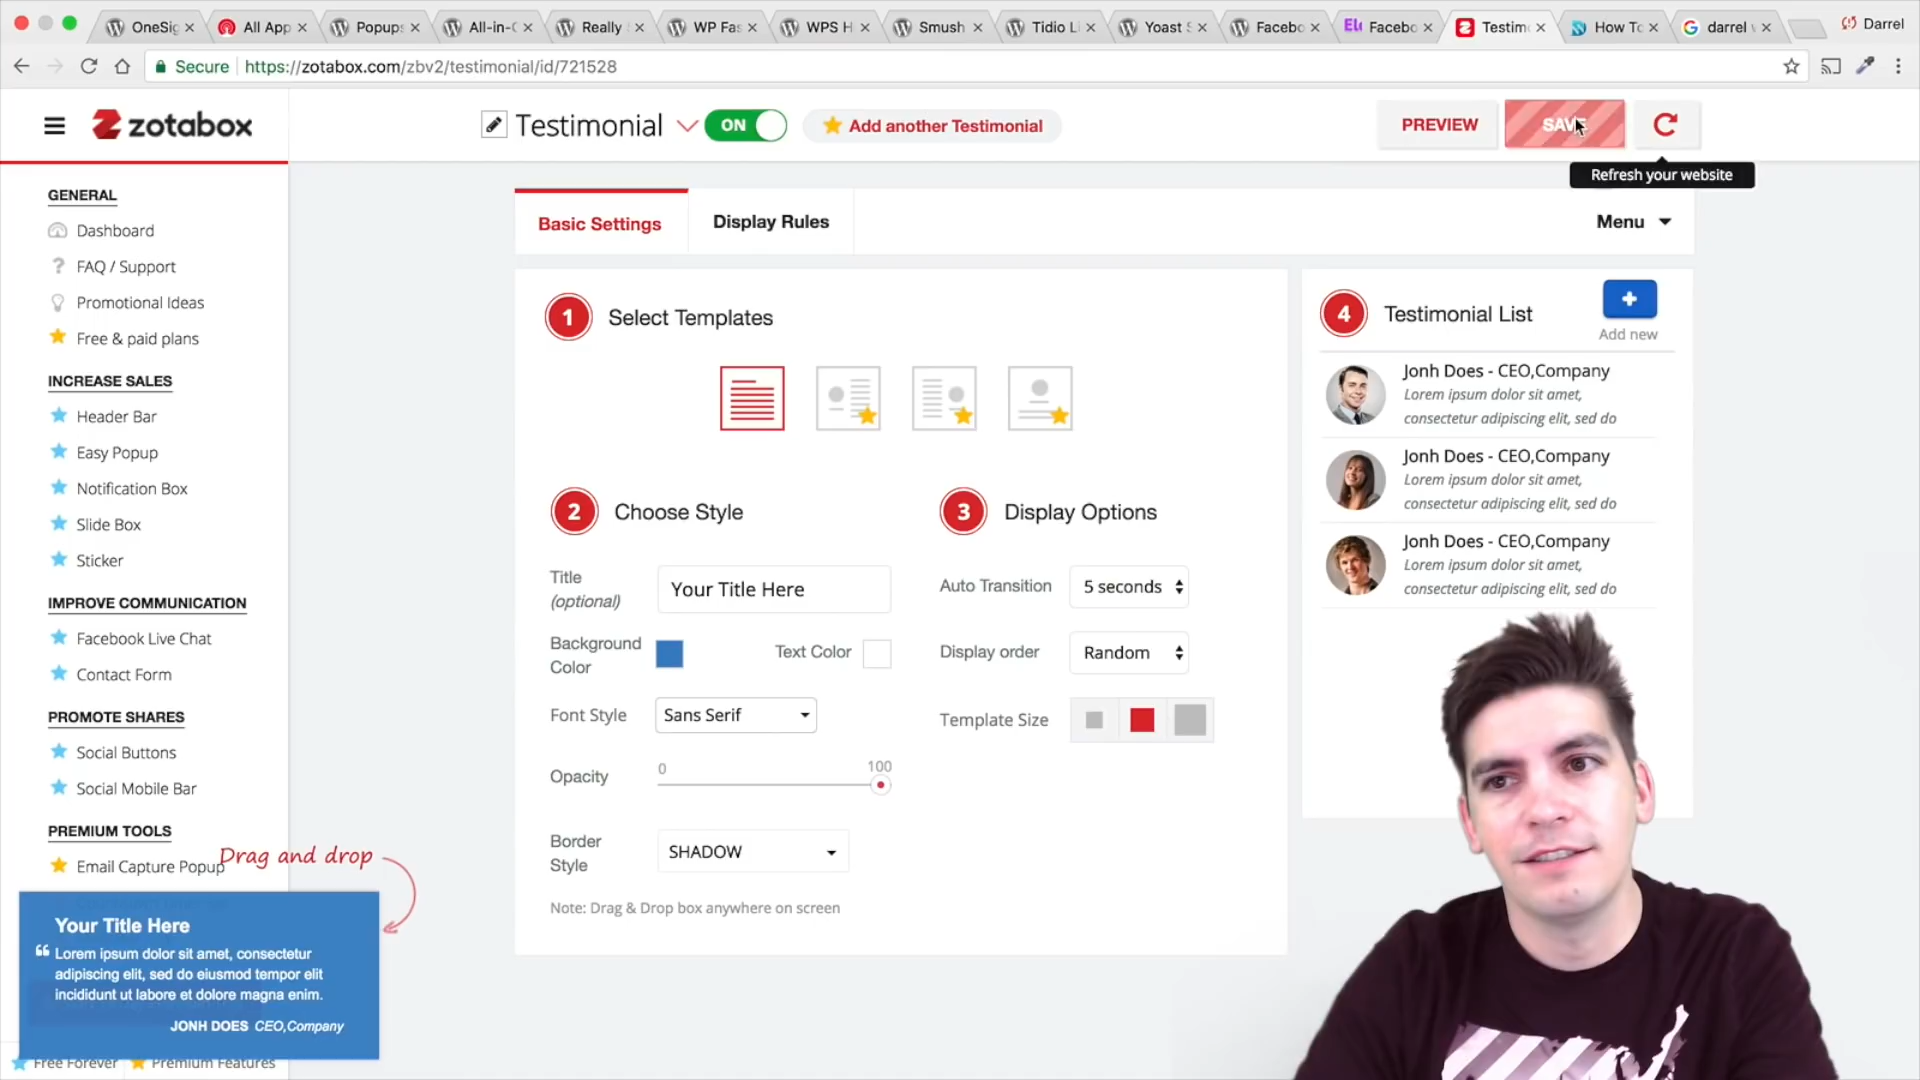 OneSig
All App
Popups
All-in-O
Really
WP Fas
WPS H
Smush
Tidio Li
Yoast S
Facebo
Facebo
Testim
How To
darrel
Darrel
Secure
https://zotabox.com/zbv2/testimonial/id/721528
zotabox
Testimonial
ON
Add another Testimonial
PREVIEW
SAVE
Refresh your website
Basic Settings
Display Rules
Menu
GENERAL
Dashboard
FAQ / Support
Promotional Ideas
Free & paid plans
INCREASE SALES
Header Bar
Easy Popup
Notification Box
Slide Box
Sticker
IMPROVE COMMUNICATION
Facebook Live Chat
Contact Form
PROMOTE SHARES
Social Buttons
Social Mobile Bar
PREMIUM TOOLS
Email Capture Popup
Drag and drop
Your Title Here
“ Lorem ipsum dolor sit amet, consectetur
adipiscing elit, sed do eiusmod tempor elit
incididunt ut labore et dolore magna enim.
JONH DOES CEO,Company
Free Forever
Premium Features
1 Select Templates
2 Choose Style
Title
(optional)
Your Title Here
Background
Color
Text Color
Font Style
Sans Serif
Opacity
0
100
Border
Style
SHADOW
Note: Drag & Drop box anywhere on screen
3 Display Options
Auto Transition
5 seconds
Display order
Random
Template Size
4 Testimonial List
+
Add new
Jonh Does - CEO,Company
Lorem ipsum dolor sit amet,
consectetur adipiscing elit, sed do
Jonh Does - CEO,Company
Lorem ipsum dolor sit amet,
consectetur adipiscing elit, sed do
Jonh Does - CEO,Company
Lorem ipsum dolor sit amet,
consectetur adipiscing elit, sed do